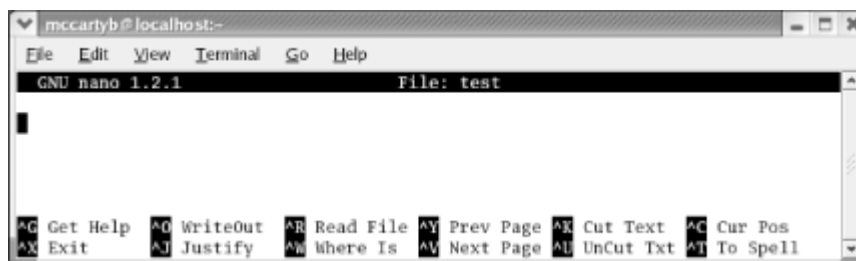 mccartyb@localhost:~
File Edit View Terminal Go Help
GNU nano 1.2.1 File: test
^G Get Help ^O WriteOut ^R Read File ^Y Prev Page ^K Cut Text ^C Cur Pos
^X Exit ^J Justify ^W Where Is ^V Next Page ^U UnCut Txt ^T To Spell